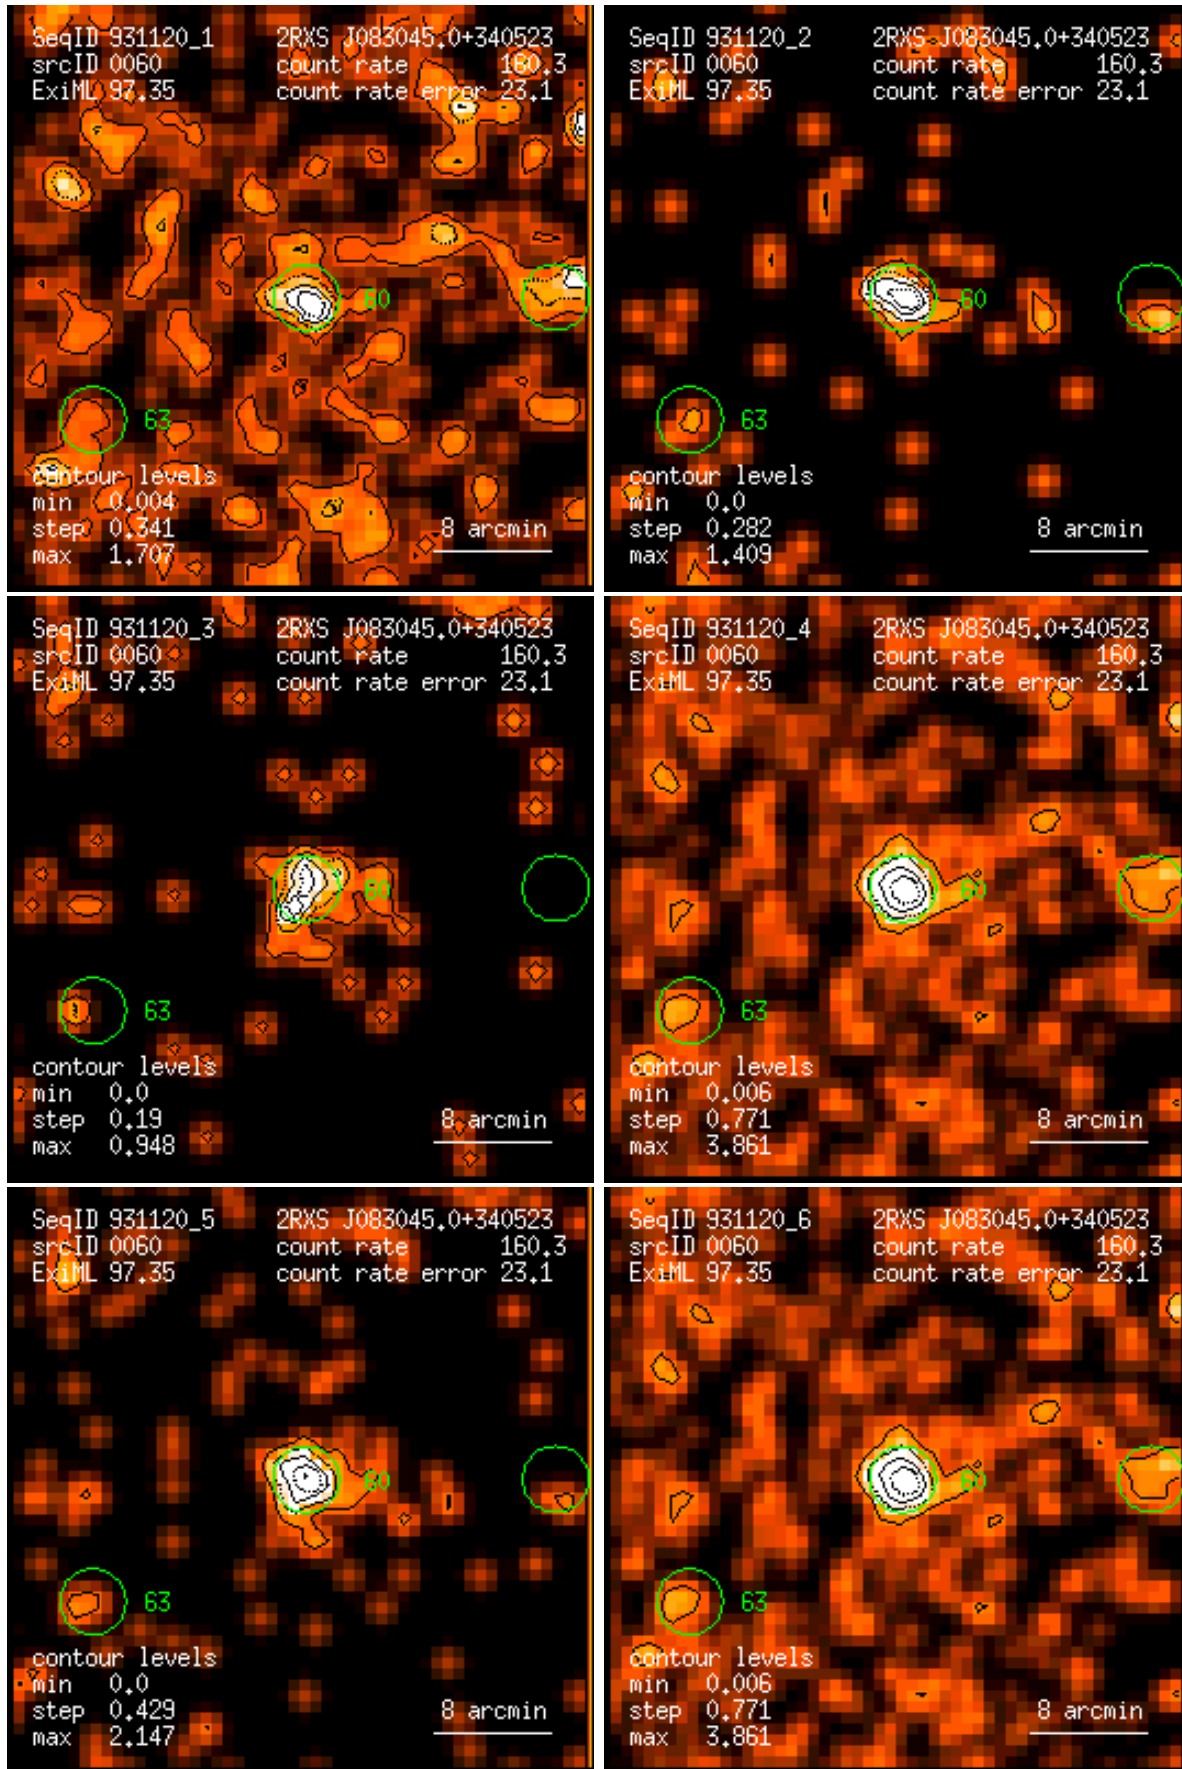 SeqID 931120_1 2RXS J083045.0+340523
srcID 0060 count rate 160.3
ExiML 97.35 count rate error 23.1
60
63
contour levels
min 0.004
step 0.341 8 arcmin
max 1.707
SeqID 931120_2 2RXS J083045.0+340523
srcID 0060 count rate 160.3
ExiML 97.35 count rate error 23.1
60
63
contour levels
min 0.0
step 0.282 8 arcmin
max 1.409
SeqID 931120_3 2RXS J083045.0+340523
srcID 0060 count rate 160.3
ExiML 97.35 count rate error 23.1
60
63
contour levels
min 0.0
step 0.19 8 arcmin
max 0.948
SeqID 931120_4 2RXS J083045.0+340523
srcID 0060 count rate 160.3
ExiML 97.35 count rate error 23.1
60
63
contour levels
min 0.006
step 0.771 8 arcmin
max 3.861
SeqID 931120_5 2RXS J083045.0+340523
srcID 0060 count rate 160.3
ExiML 97.35 count rate error 23.1
60
63
contour levels
min 0.0
step 0.429 8 arcmin
max 2.147
SeqID 931120_6 2RXS J083045.0+340523
srcID 0060 count rate 160.3
ExiML 97.35 count rate error 23.1
60
63
contour levels
min 0.006
step 0.771 8 arcmin
max 3.861